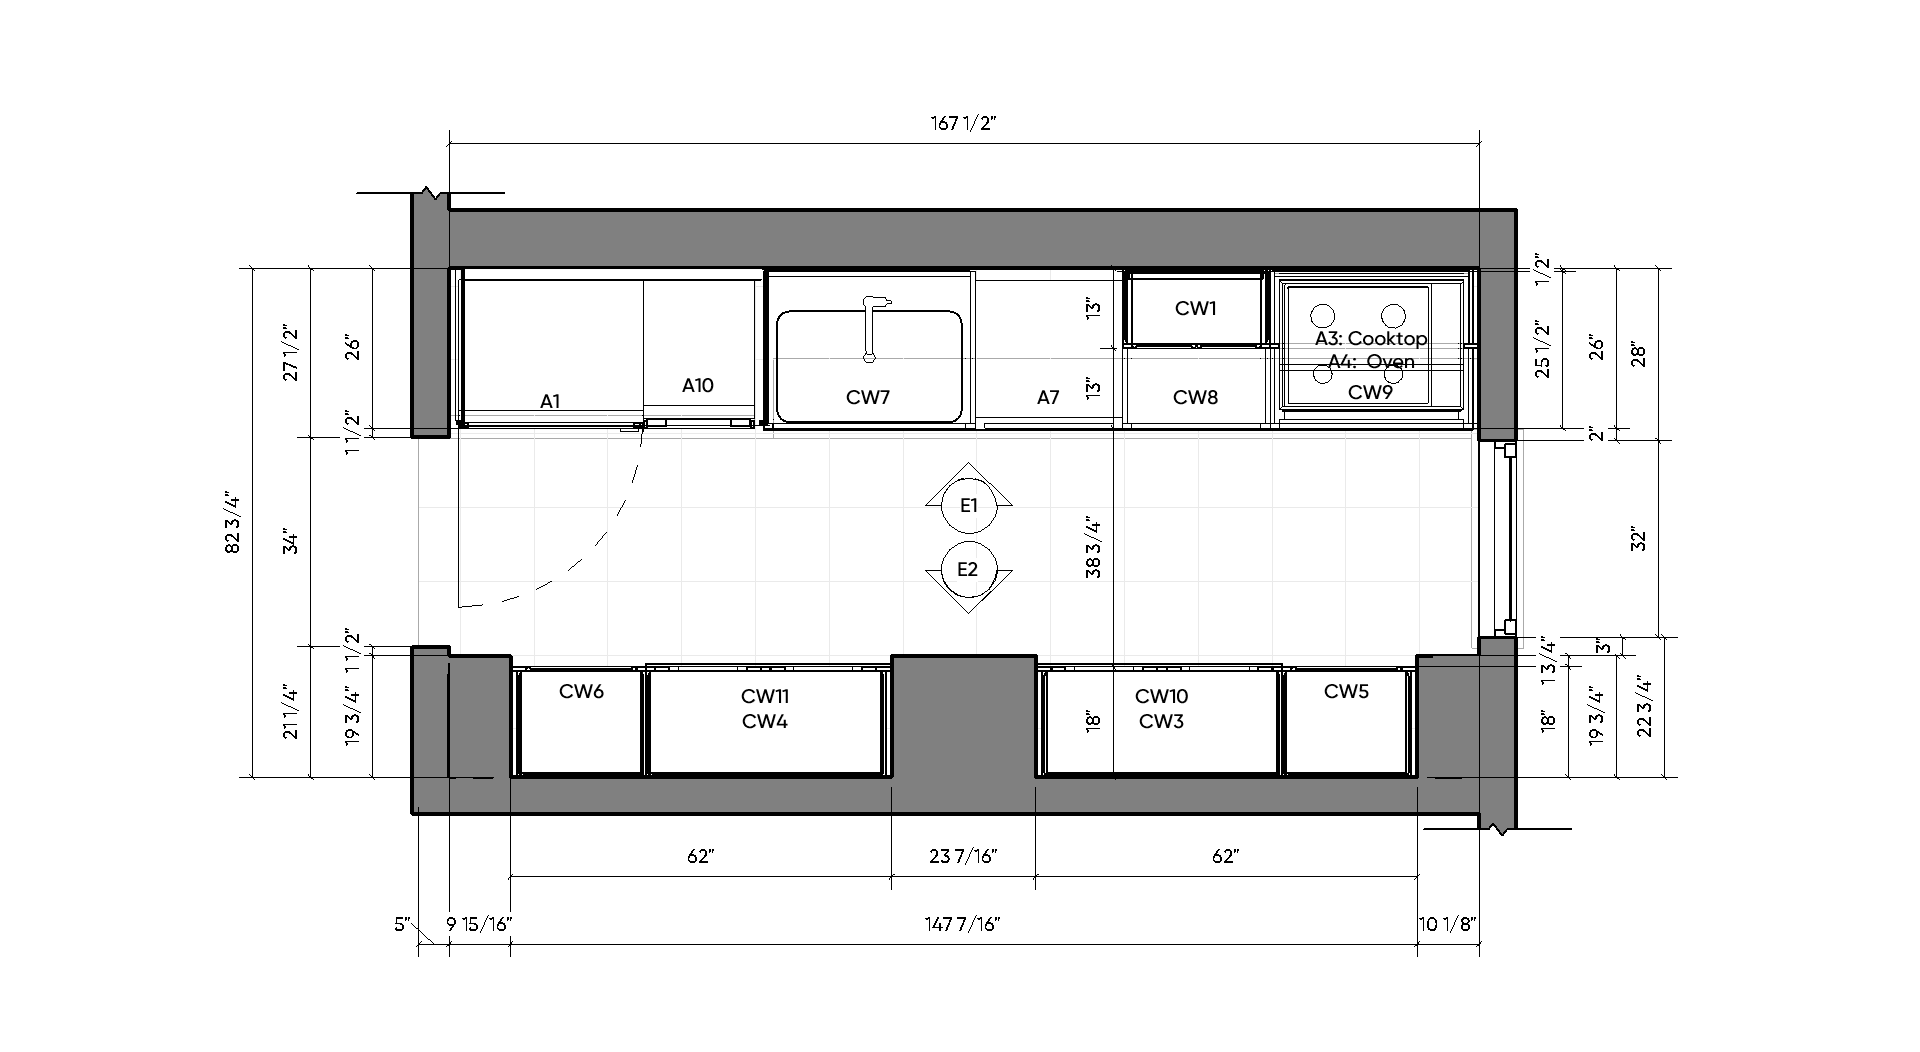 167 1/2"
1/2"
27 1/2"
26"
13"
CW1
A3: Cooktop
A4: Oven
CW9
25 1/2"
26"
28"
A1
A10
CW7
A7
13"
CW8
1 1/2"
2"
82 3/4"
34"
E1
E2
38 3/4"
32"
1 1/2"
1 3/4"
3"
21 1/4"
19 3/4"
CW6
CW11
CW4
18"
CW10
CW3
CW5
18"
19 3/4"
22 3/4"
62"
23 7/16"
62"
5"
9 15/16"
147 7/16"
10 1/8"